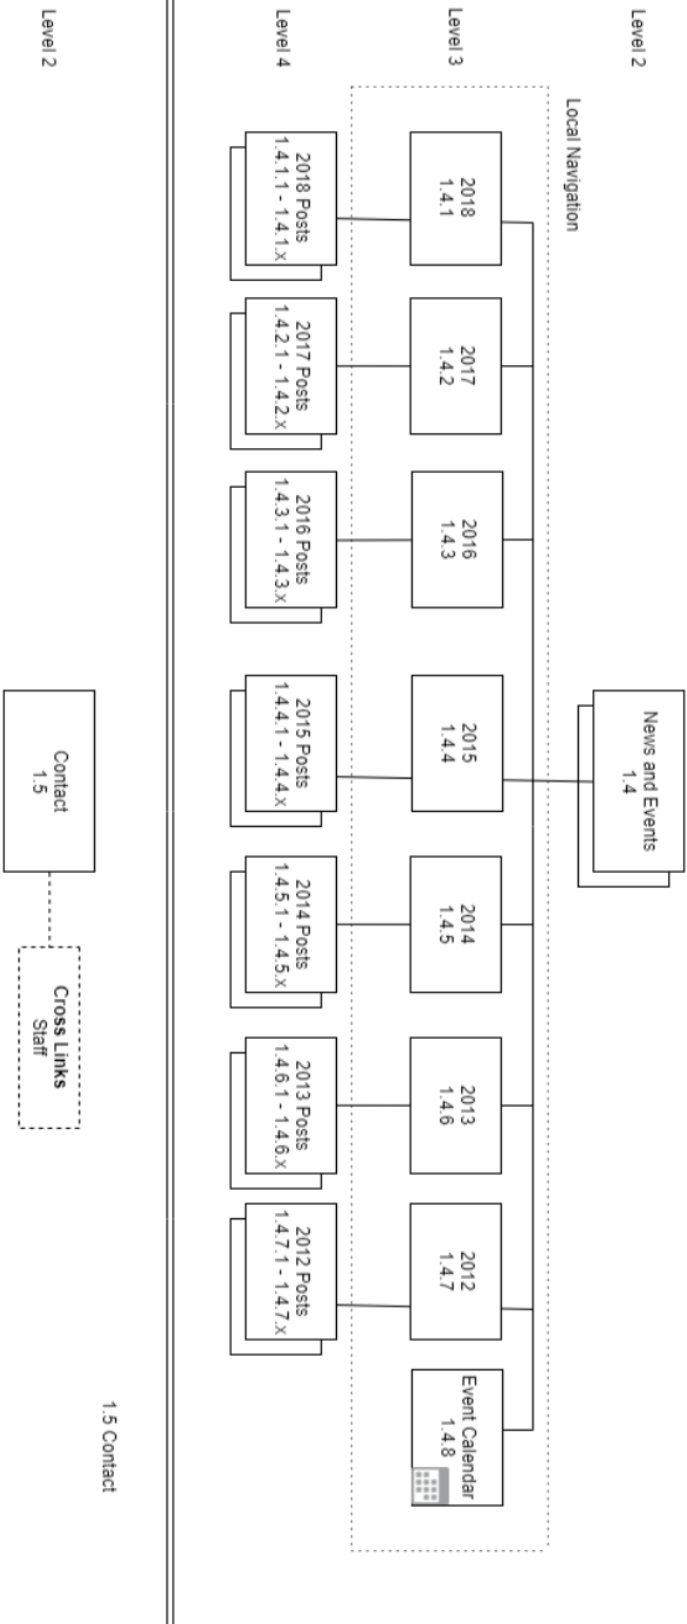 Level 2
News and Events
1.4
Local Navigation
Level 3
2018
1.4.1
2017
1.4.2
2016
1.4.3
2015
1.4.4
2014
1.4.5
2013
1.4.6
2012
1.4.7
Event Calendar
1.4.8
Level 4
2018 Posts
1.4.1.1 - 1.4.1.x
2017 Posts
1.4.2.1 - 1.4.2.x
2016 Posts
1.4.3.1 - 1.4.3.x
2015 Posts
1.4.4.1 - 1.4.4.x
2014 Posts
1.4.5.1 - 1.4.5.x
2013 Posts
1.4.6.1 - 1.4.6.x
2012 Posts
1.4.7.1 - 1.4.7.x
1.5 Contact
Level 2
Contact
1.5
Cross Links
Staff